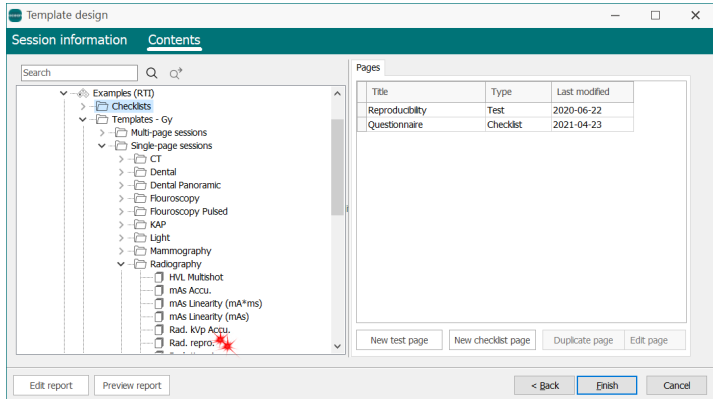 Template design
Session information Contents
Search
Examples (RTI)
Checklists
Templates - Gy
Multi-page sessions
Single-page sessions
CT
Dental
Dental Panoramic
Flouroscopy
Flouroscopy Pulsed
KAP
Light
Mammography
Radiography
HVL Multishot
mAs Accu.
mAs Linearity (mA*ms)
mAs Linearity (mAs)
Rad. kVp Accu.
Rad. repro.
Pages
Title Type Last modified
Reproducibility Test 2020-06-22
Questionnaire Checklist 2021-04-23
New test page New checklist page Duplicate page Edit page
Edit report Preview report < Back Finish Cancel